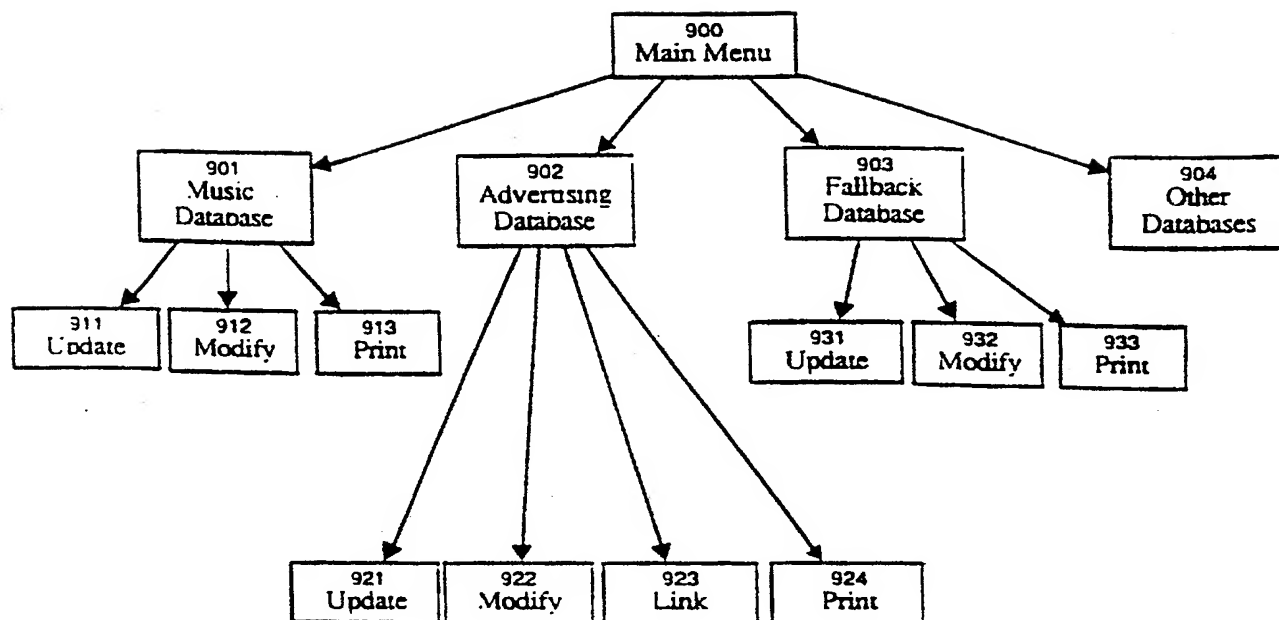 900
Main Menu
901
Music
Database
902
Advertising
Database
903
Fallback
Database
904
Other
Databases
911
Update
912
Modify
913
Print
931
Update
932
Modify
933
Print
921
Update
922
Modify
923
Link
924
Print